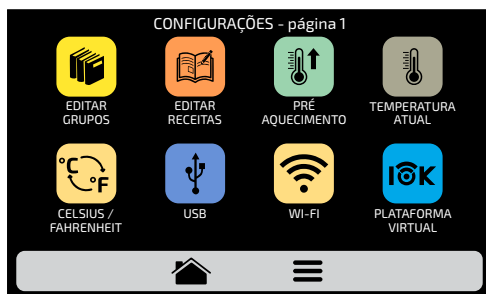 CONFIGURAÇÕES - página 1
EDITAR
GRUPOS
EDITAR
RECEITAS
PRÉ
AQUECIMENTO
TEMPERATURA
ATUAL
°C
°F
CELSIUS /
FAHRENHEIT
USB
WI-FI
IOK
PLATAFORMA
VIRTUAL